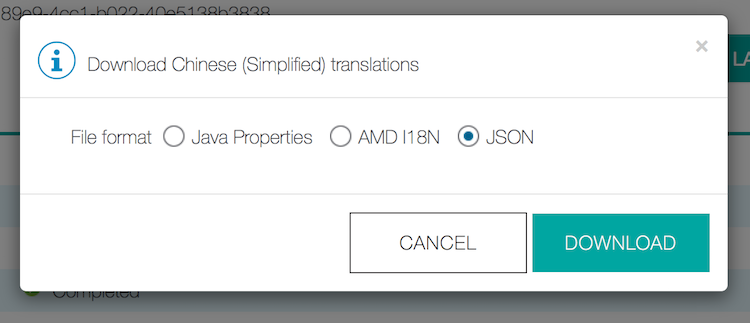 89e9-4cc1-b022-40e5138b3838
Download Chinese (Simplified) translations
×
LA
File format Java Properties AMD I18N JSON
CANCEL DOWNLOAD
Completed